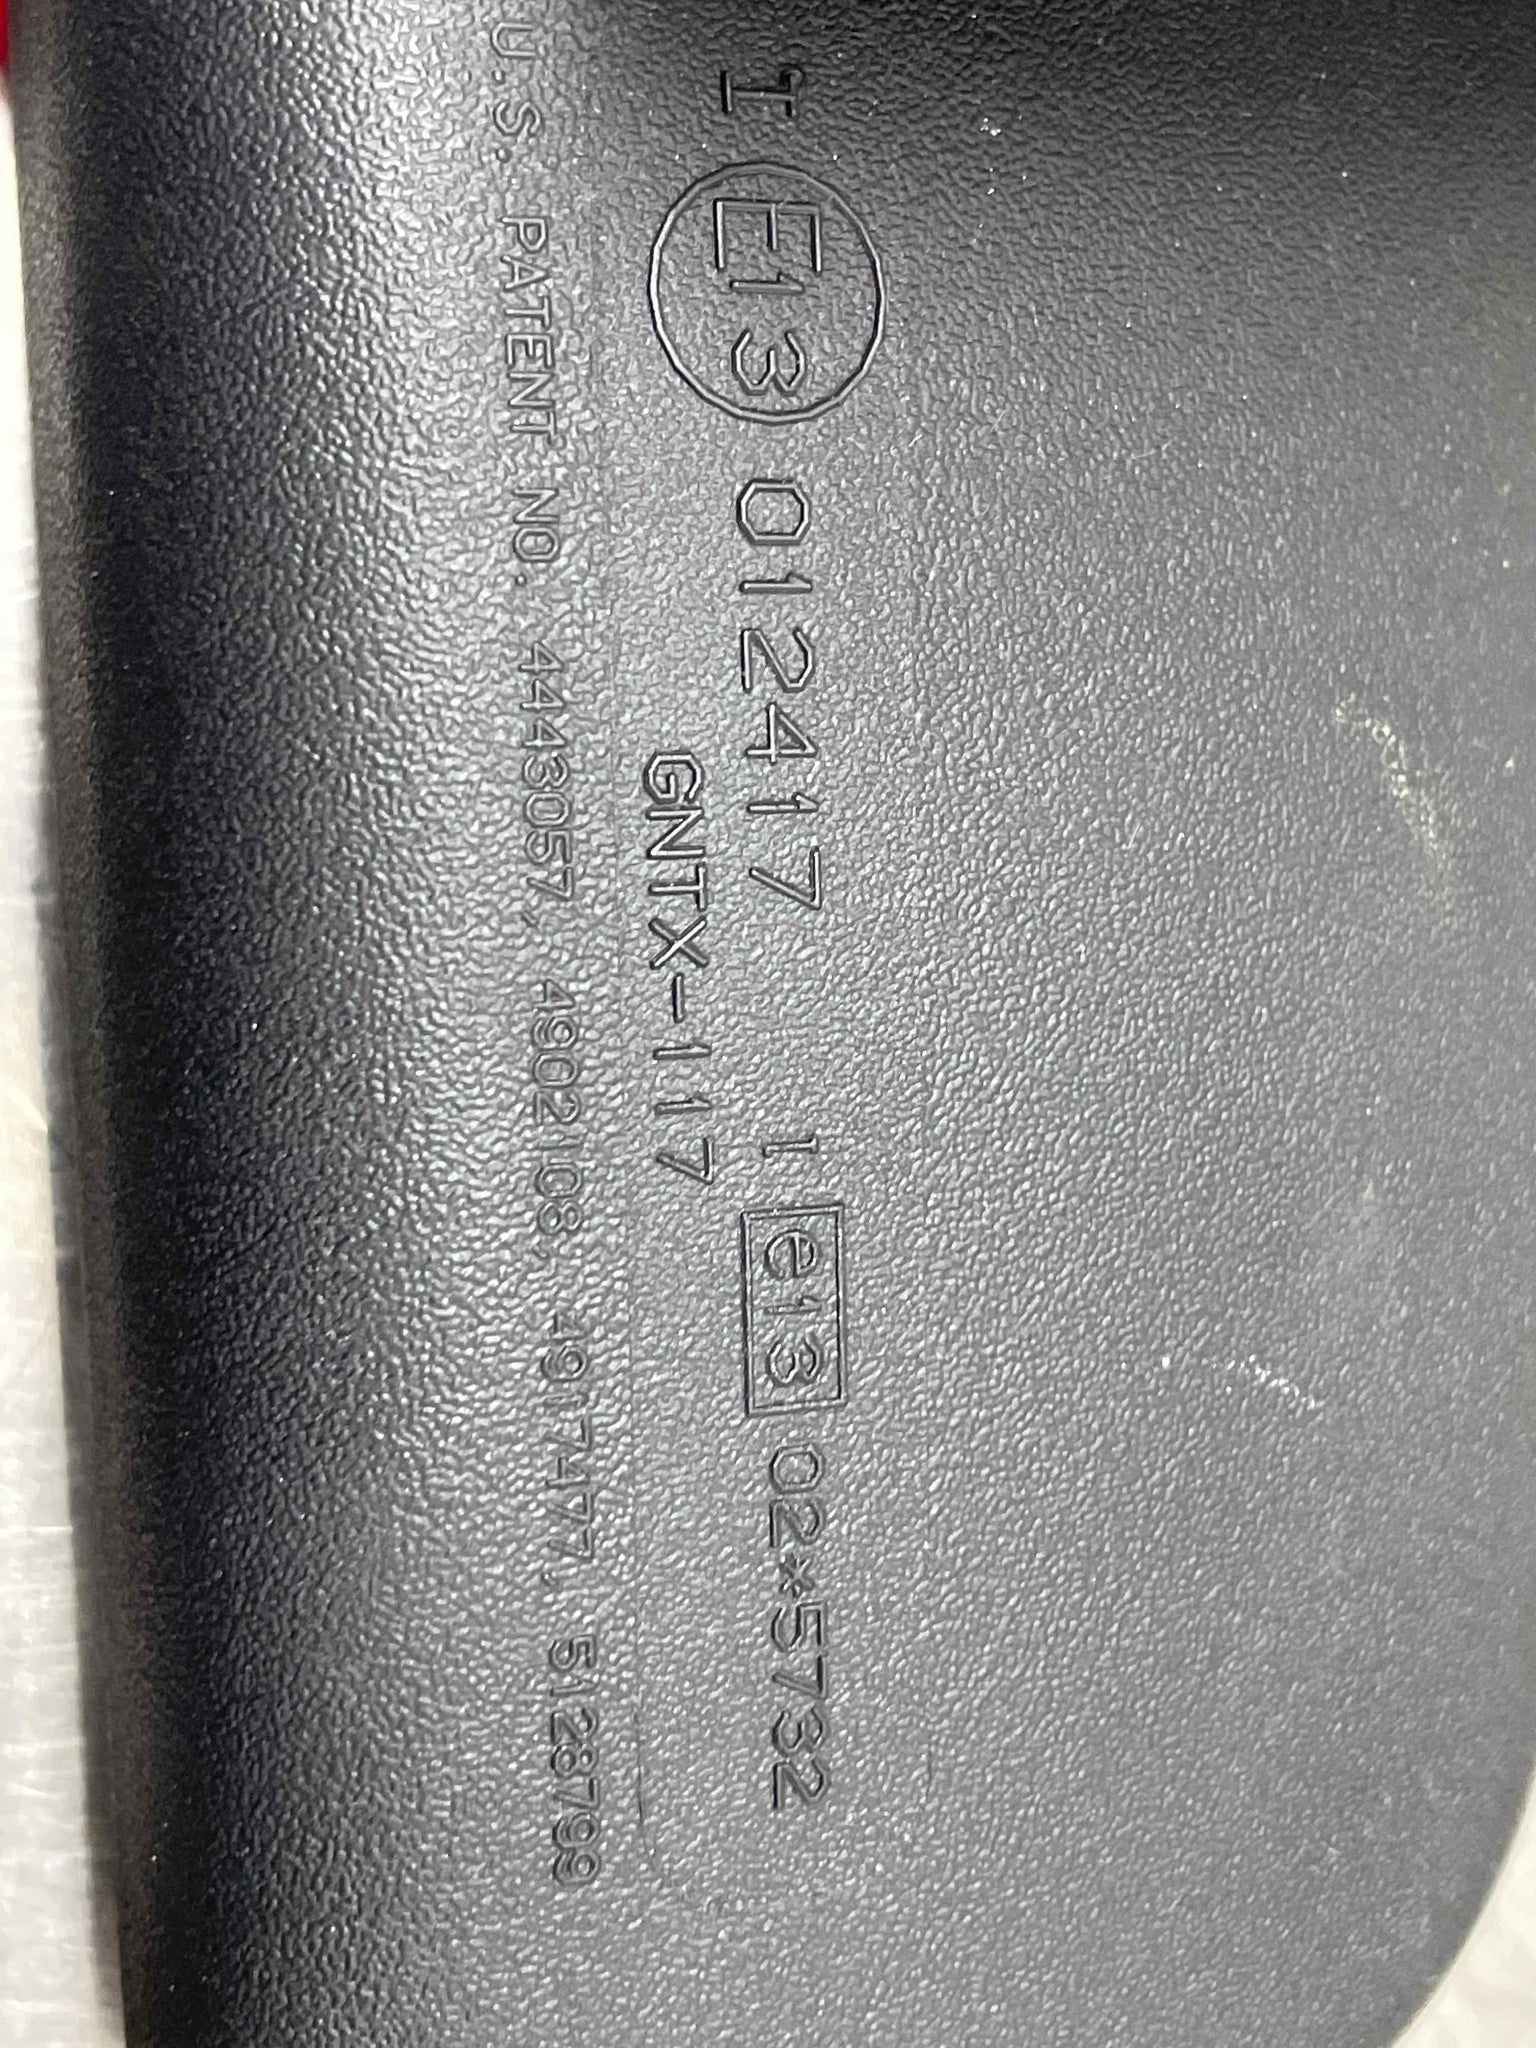 I E13 012417 I e13 02*5732
GNTX-117
U.S. PATENT NO. 4443057, 4902108, 4917477, 5128799